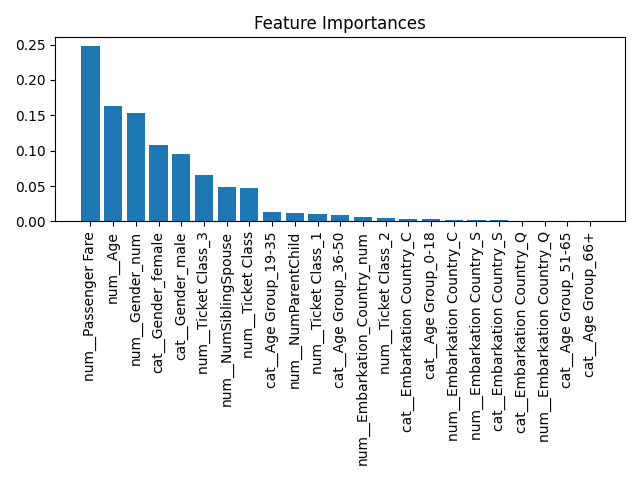 Feature Importances
0.25
0.20
0.15
0.10
0.05
0.00
num__Passenger Fare
num__Age
num__Gender_num
cat__Gender_female
cat__Gender_male
num__Ticket Class_3
num__NumSiblingSpouse
num__Ticket Class
cat__Age Group_19-35
num__NumParentChild
num__Ticket Class_1
cat__Age Group_36-50
num__Embarkation_Country_num
num__Ticket Class_2
cat__Embarkation Country_C
cat__Age Group_0-18
num__Embarkation Country_C
num__Embarkation Country_S
cat__Embarkation Country_S
cat__Embarkation Country_Q
num__Embarkation Country_Q
cat__Age Group_51-65
cat__Age Group_66+